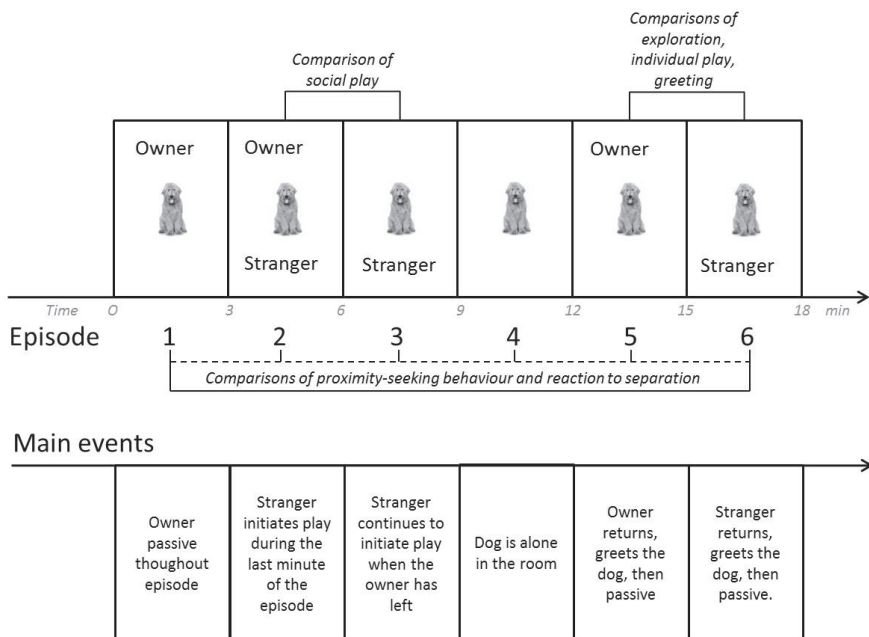 Comparison of
social play
Comparisons of
exploration,
individual play,
greeting
Owner
Owner
Stranger
Stranger
Owner
Stranger
Time 0 3 6 9 12 15 18 min
Episode 1 2 3 4 5 6
Comparisons of proximity-seeking behaviour and reaction to separation
Main events
Owner
passive
thoughout
episode
Stranger
initiates play
during the
last minute
of the
episode
Stranger
continues to
initiate play
when the
owner has
left
Dog is alone
in the room
Owner
returns,
greets the
dog, then
passive
Stranger
returns,
greets the
dog, then
passive.